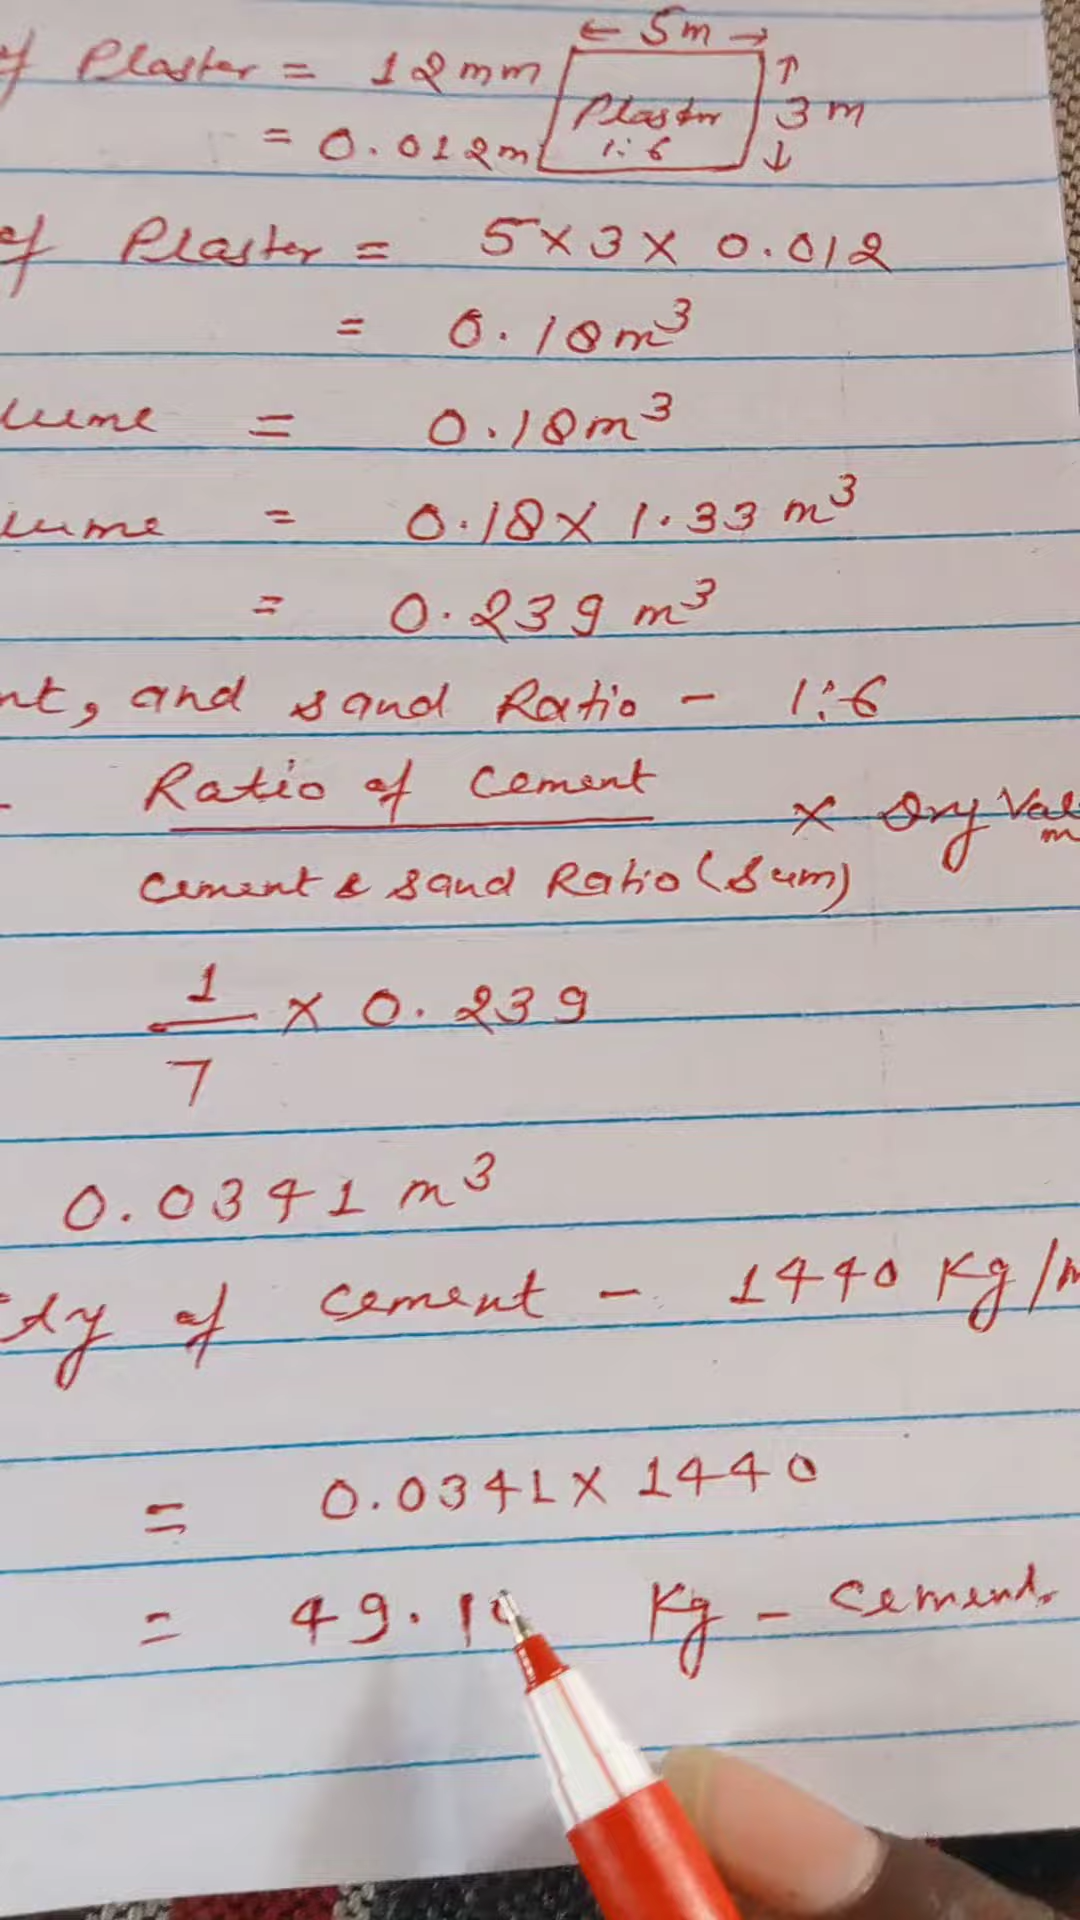 of Plaster = 12mm
← 5m →
= 0.012m
Plaster
1:6
↑
3m
↓
of Plaster = 5×3×0.012
= 0.18m³
lume = 0.18m³
lume = 0.18×1.33 m³
= 0.239 m³
nt, and sand Ratio - 1:6
Ratio of Cement
× Dry Vol
m
Cement & Sand Ratio (Sum)
1
× 0.239
7
0.0341 m³
ity of Cement - 1440 Kg/m
= 0.0341×1440
= 49.10 Kg - Cement.